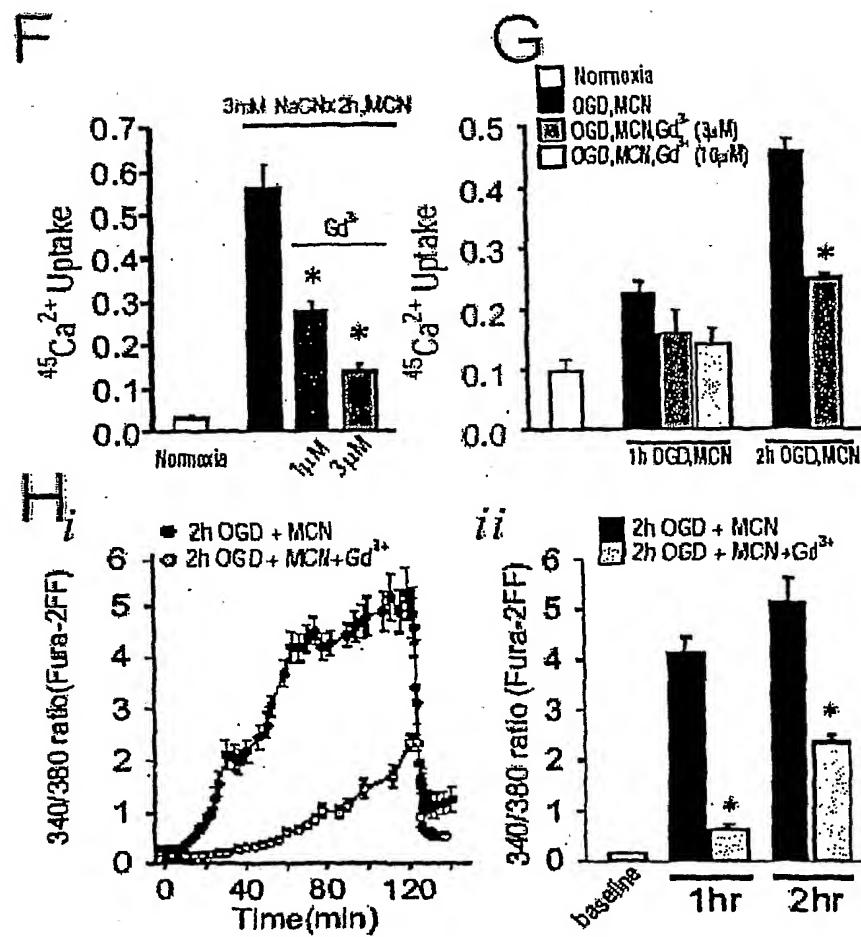 F
3mM NaCNx2h,MCN
0.7
0.6
0.5
0.4
0.3
0.2
0.1
0.0
45Ca2+ Uptake
Gd3+
*
*
Normoxia
1μM
3μM
G
Normoxia
OGD,MCN
OGD,MCN,Gd3+ (3μM)
OGD,MCN,Gd3+ (10μM)
0.5
0.4
0.3
0.2
0.1
0.0
45Ca2+ Uptake
*
1h OGD,MCN
2h OGD,MCN
H
i
2h OGD + MCN
2h OGD + MCN+Gd3+
6
5
4
3
2
1
0
340/380 ratio(Fura-2FF)
0
40
80
120
Time(min)
ii
2h OGD + MCN
2h OGD + MCN+Gd3+
6
5
4
3
2
1
0
340/380 ratio (Fura-2FF)
*
*
baseline
1hr
2hr